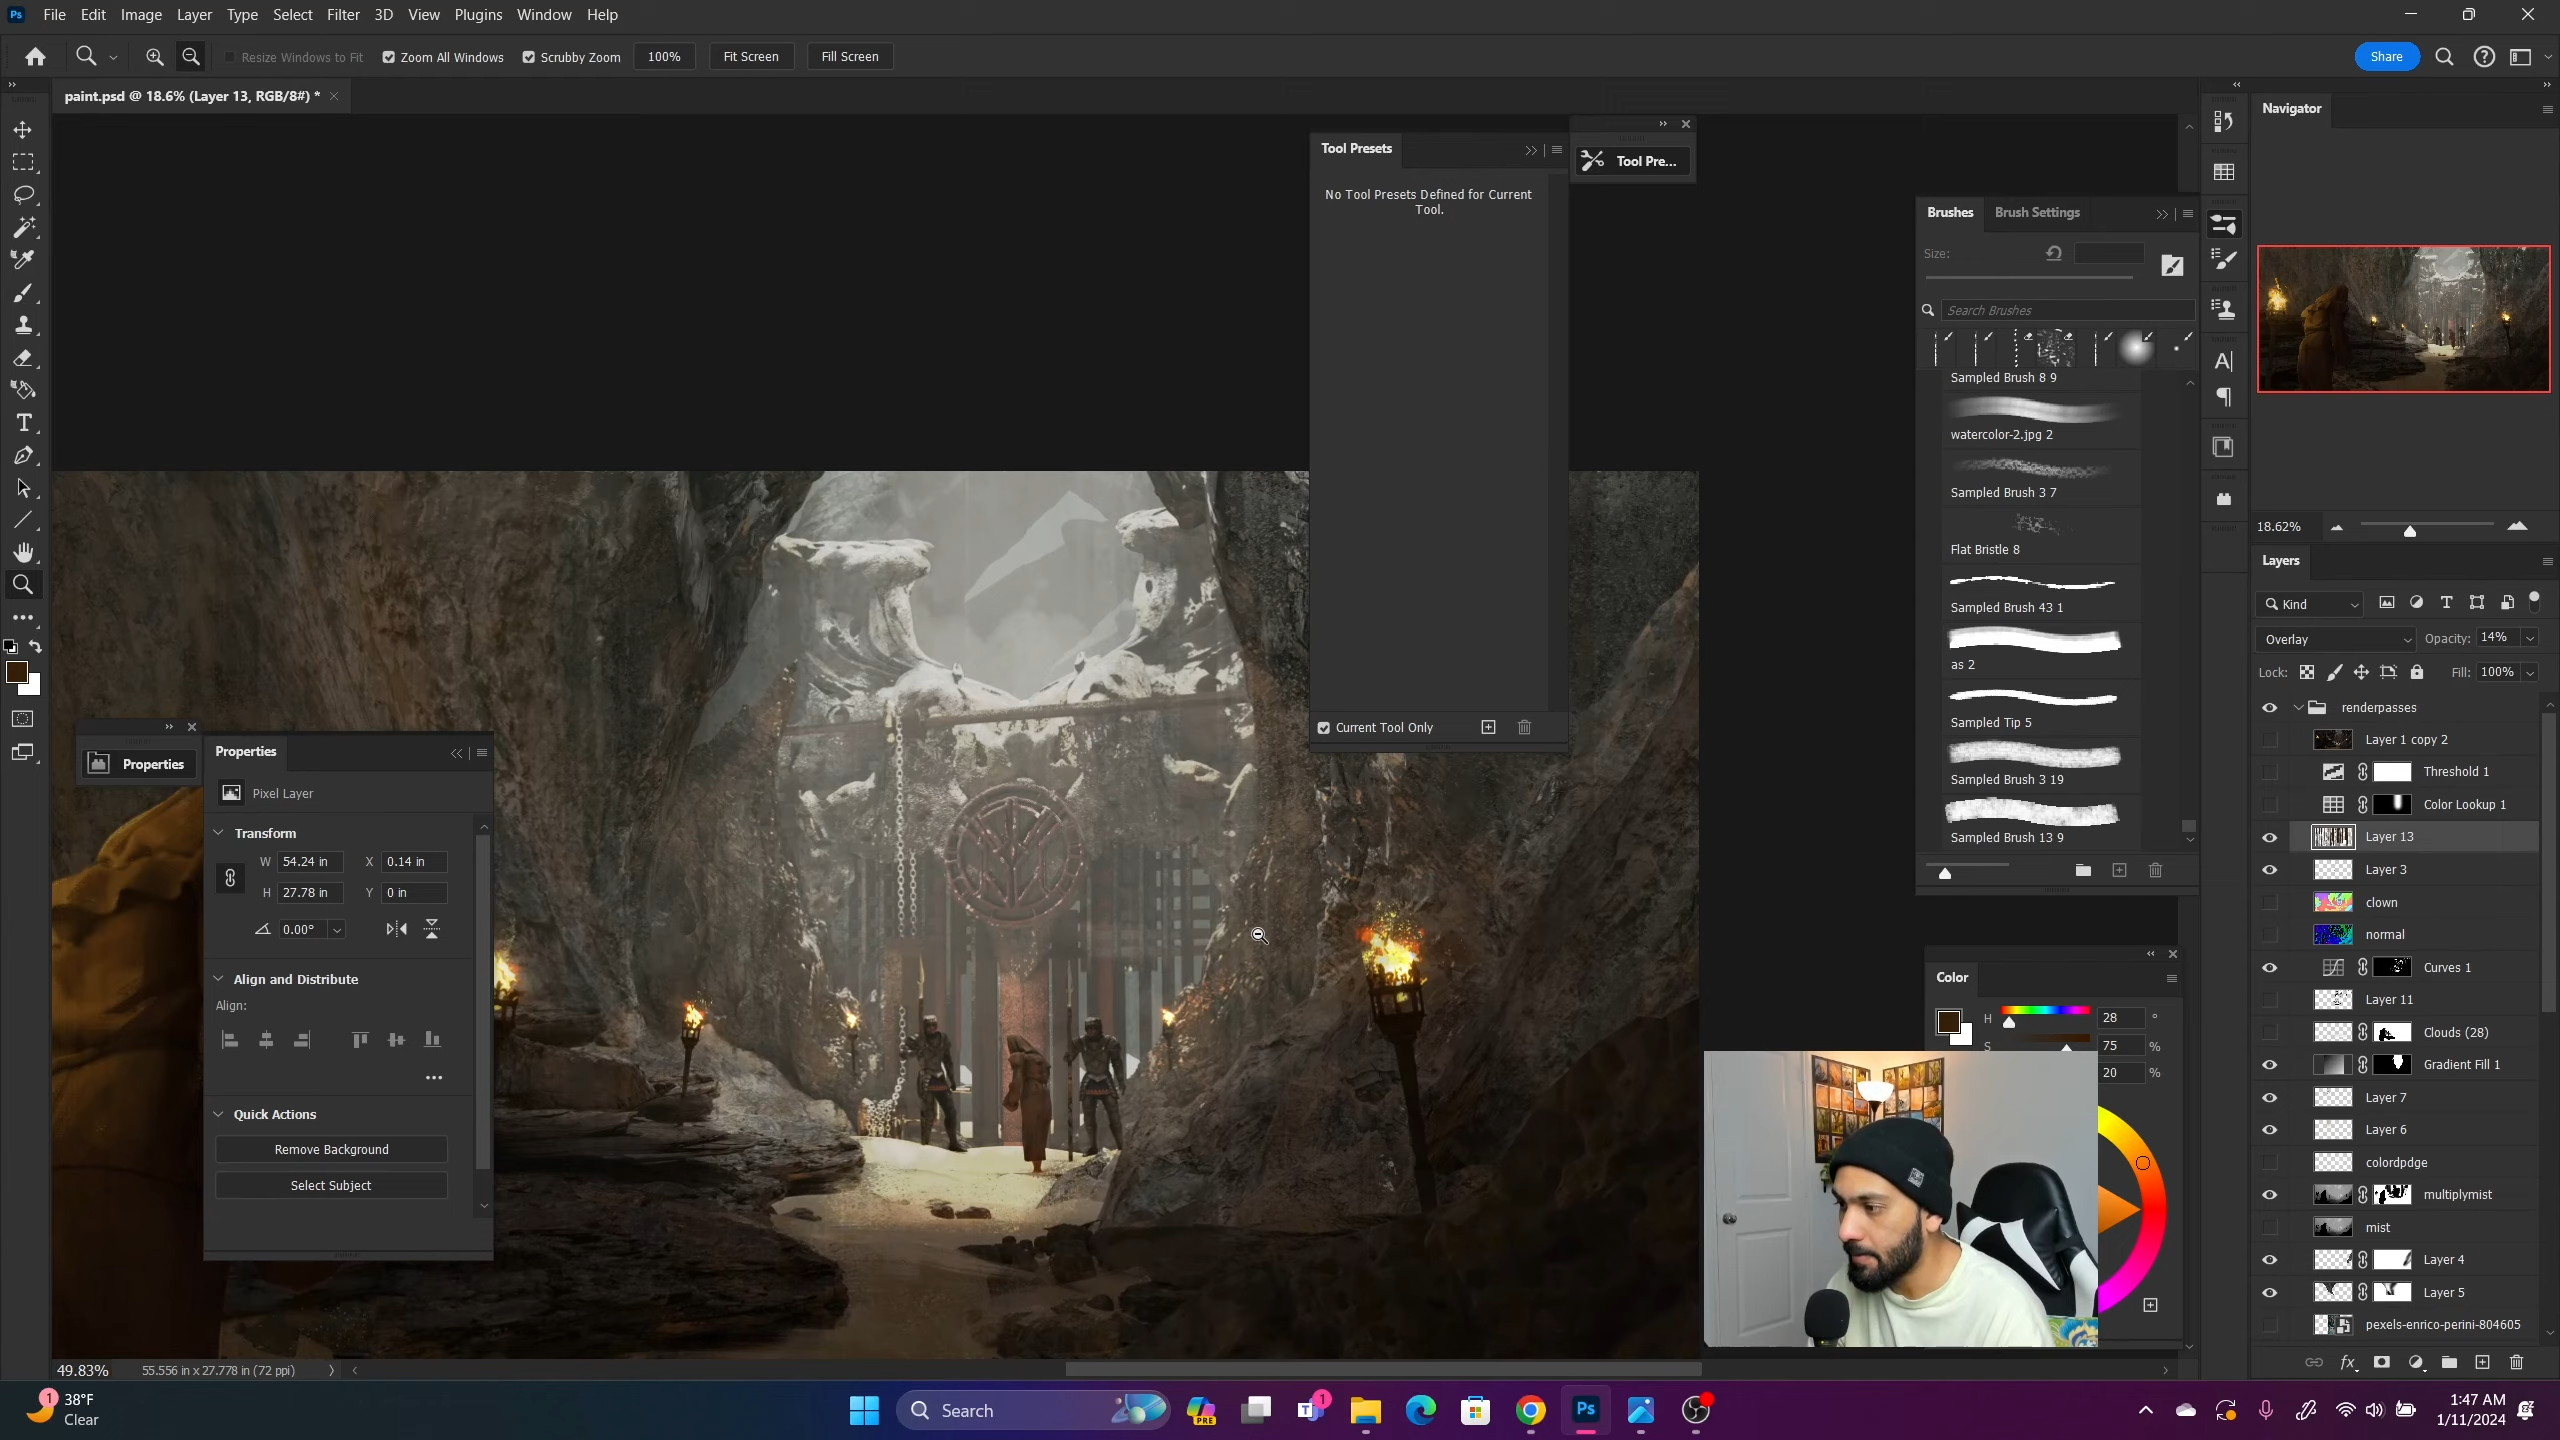 Ps File Edit Image Layer Type Select Filter 3D View Plugins Window Help
Resize Windows to Fit Zoom All Windows Scrubby Zoom 100% Fit Screen Fill Screen Share
paint.psd @ 18.6% (Layer 13, RGB/8#) *
Tool Presets
Tool Pre...
No Tool Presets Defined for Current
Tool.
Current Tool Only
Brushes Brush Settings
Size:
Search Brushes
Sampled Brush 8 9
watercolor-2.jpg 2
Sampled Brush 3 7
Flat Bristle 8
Sampled Brush 43 1
as 2
Sampled Tip 5
Sampled Brush 3 19
Sampled Brush 13 9
Color
H 28 °
S 75 %
20 %
Properties
Properties
Pixel Layer
Transform
W 54.24 in X 0.14 in
H 27.78 in Y 0 in
0.00°
Align and Distribute
Align:
Quick Actions
Remove Background
Select Subject
49.83% 55.556 in x 27.778 in (72 ppi)
Navigator
18.62%
Layers
Kind
Overlay Opacity: 14%
Lock: Fill: 100%
renderpasses
Layer 1 copy 2
Threshold 1
Color Lookup 1
Layer 13
Layer 3
clown
normal
Curves 1
Layer 11
Clouds (28)
Gradient Fill 1
Layer 7
Layer 6
colordpdge
multiplymist
mist
Layer 4
Layer 5
pexels-enrico-perini-804605
fx
1 38°F
Clear
Search
PRE
1
Ps
1:47 AM
1/11/2024